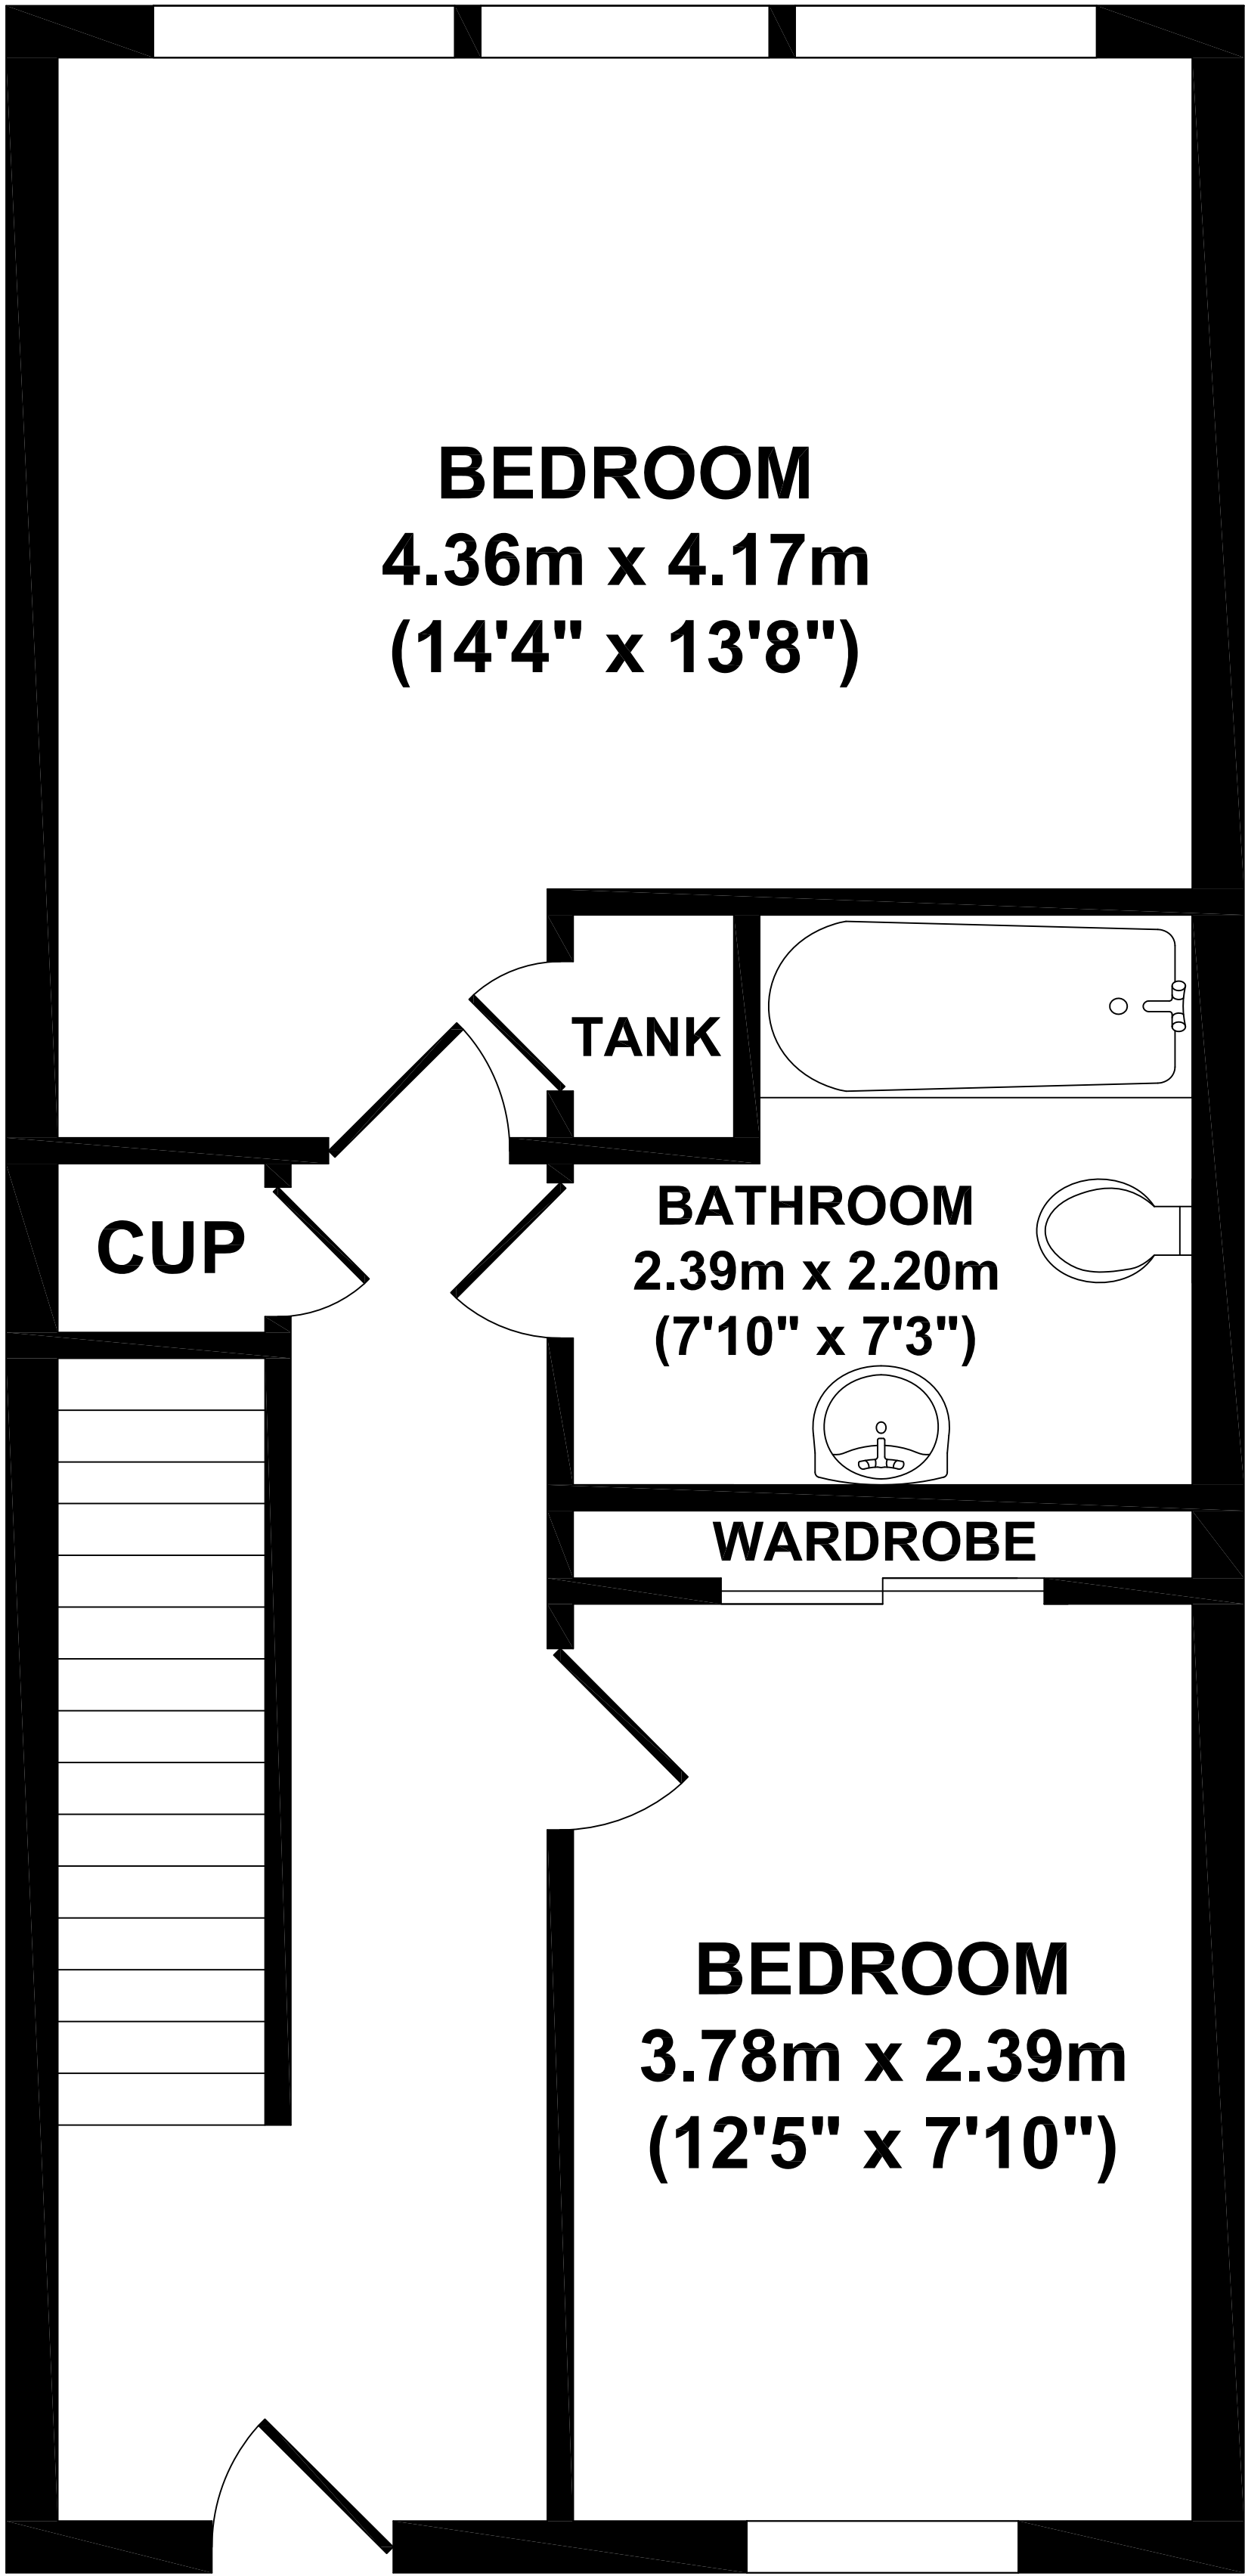 BEDROOM
4.36m x 4.17m
(14'4" x 13'8")
TANK
BATHROOM
2.39m x 2.20m
(7'10" x 7'3")
CUP
WARDROBE
BEDROOM
3.78m x 2.39m
(12'5" x 7'10")